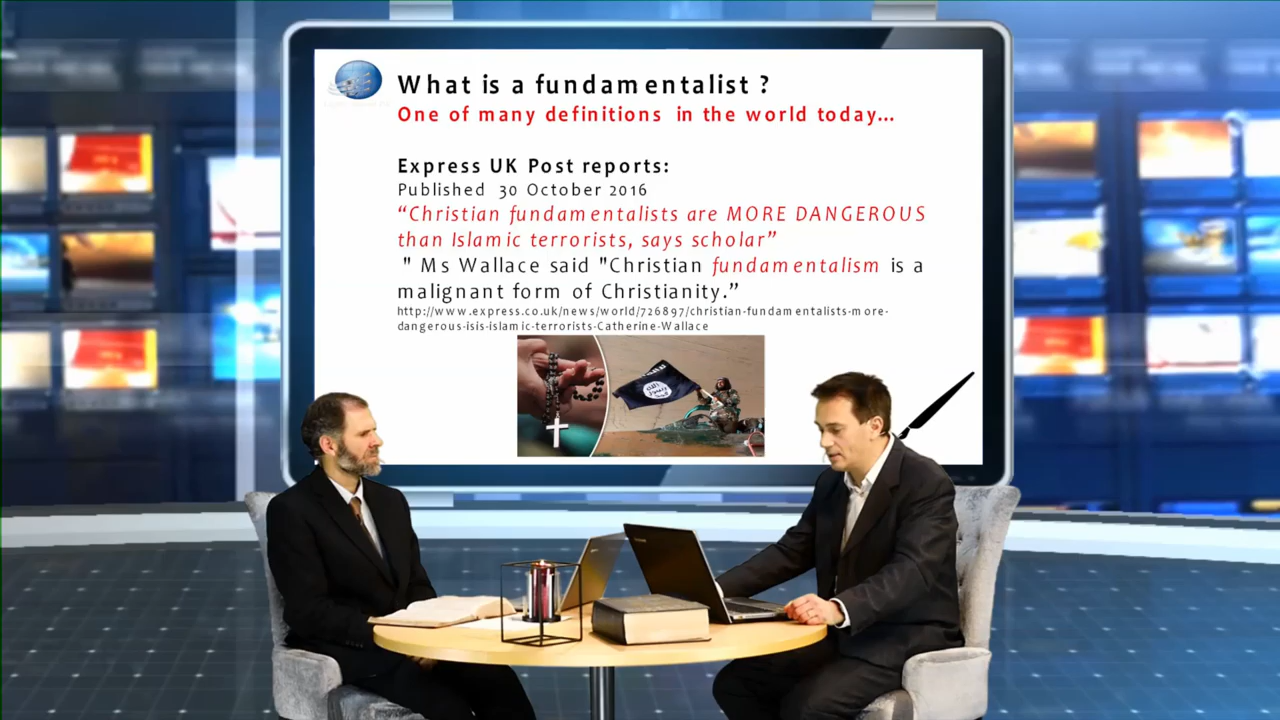 What is a fundamentalist ?
One of many definitions in the world today...
Express UK Post reports:
Published 30 October 2016
“Christian fundamentalists are MORE DANGEROUS
than Islamic terrorists, says scholar”
" Ms Wallace said "Christian fundamentalism is a
malignant form of Christianity.”
http://www.express.co.uk/news/world/726897/christian-fundamentalists-more-
dangerous-isis-islamic-terrorists-Catherine-Wallace